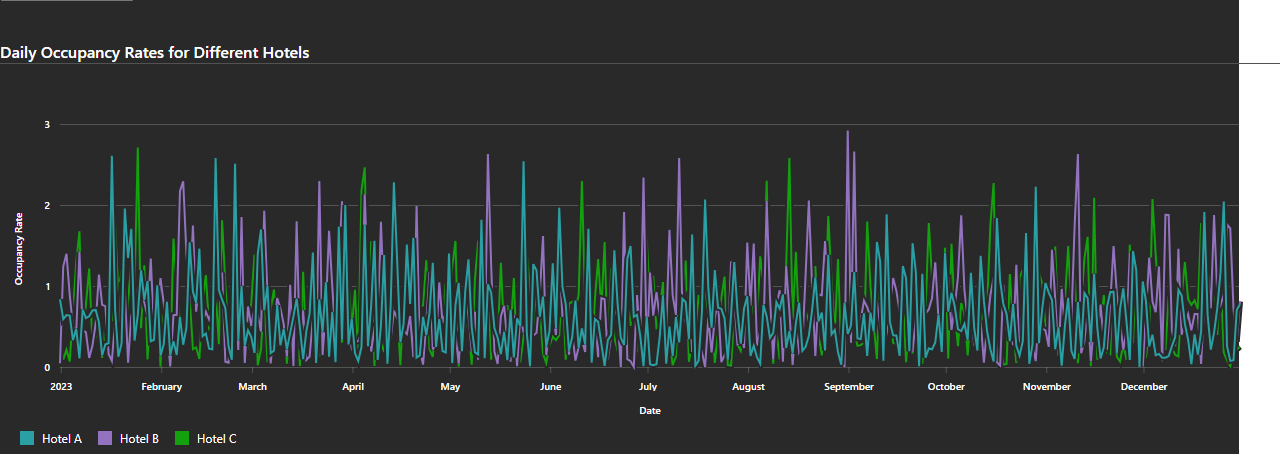 Daily Occupancy Rates for Different Hotels
3
2
1
0
Occupancy Rate
2023 February March April May June July August September October November December
Date
Hotel A Hotel B Hotel C